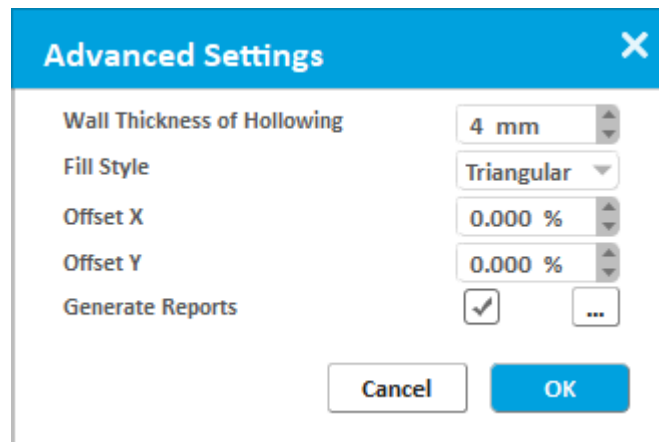 Advanced Settings
Wall Thickness of Hollowing 4 mm
Fill Style Triangular
Offset X 0.000 %
Offset Y 0.000 %
Generate Reports ...
Cancel OK